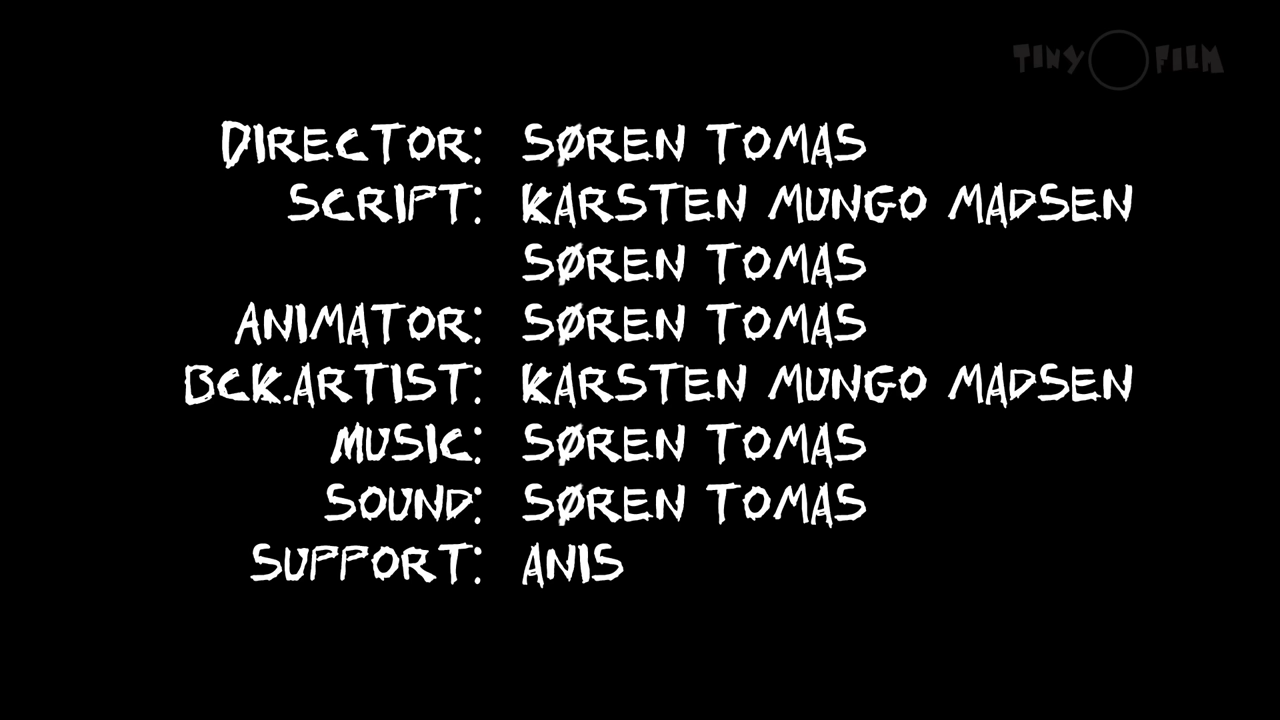 TINY FILM
DIRECTOR: SØREN TOMAS
SCRIPT: KARSTEN MUNGO MADSEN
SØREN TOMAS
ANIMATOR: SØREN TOMAS
BCK.ARTIST: KARSTEN MUNGO MADSEN
MUSIC: SØREN TOMAS
SOUND: SØREN TOMAS
SUPPORT: ANIS